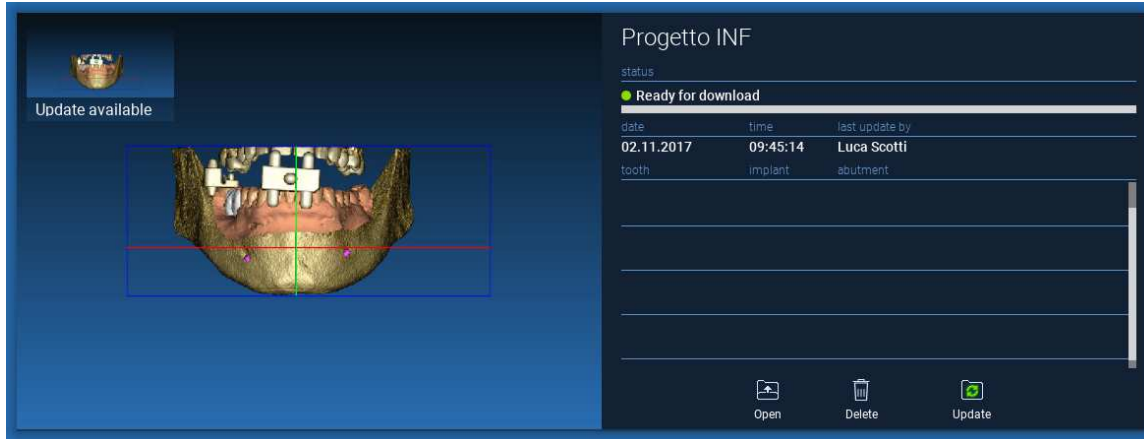 Update available
Progetto INF
status
Ready for download
date time last update by
02.11.2017 09:45:14 Luca Scotti
tooth implant abutment
Open Delete Update